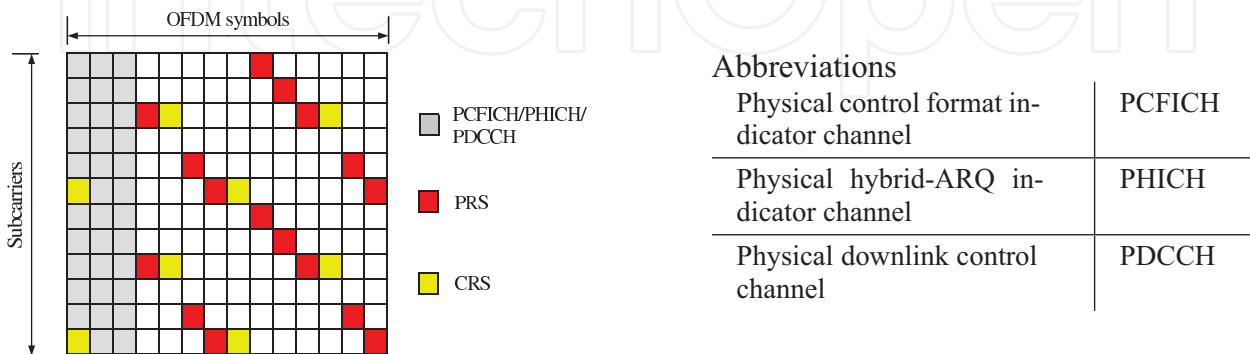 intechopen
OFDM symbols
Subcarriers
PCFICH/PHICH/
PDCCH
PRS
CRS
Abbreviations
Physical control format in-
dicator channel
PCFICH
Physical hybrid-ARQ in-
dicator channel
PHICH
Physical downlink control
channel
PDCCH